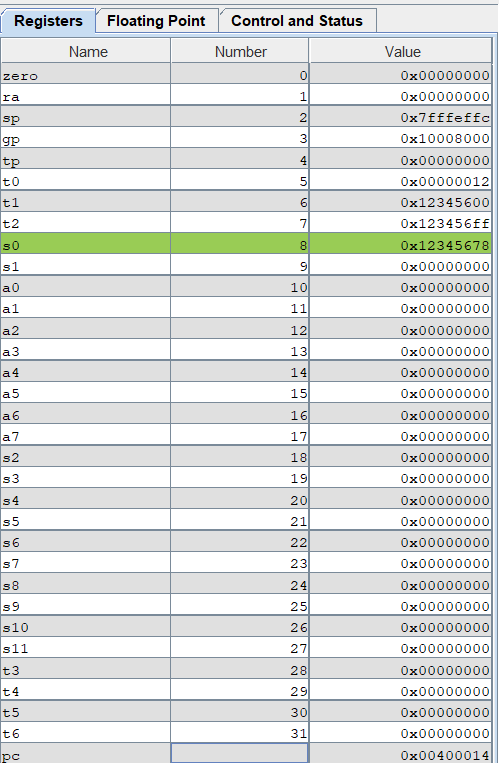 Registers Floating Point Control and Status
Name Number Value
zero 0 0x00000000
ra 1 0x00000000
sp 2 0x7fffeffc
gp 3 0x10008000
tp 4 0x00000000
t0 5 0x00000012
t1 6 0x12345600
t2 7 0x123456ff
s0 8 0x12345678
s1 9 0x00000000
a0 10 0x00000000
a1 11 0x00000000
a2 12 0x00000000
a3 13 0x00000000
a4 14 0x00000000
a5 15 0x00000000
a6 16 0x00000000
a7 17 0x00000000
s2 18 0x00000000
s3 19 0x00000000
s4 20 0x00000000
s5 21 0x00000000
s6 22 0x00000000
s7 23 0x00000000
s8 24 0x00000000
s9 25 0x00000000
s10 26 0x00000000
s11 27 0x00000000
t3 28 0x00000000
t4 29 0x00000000
t5 30 0x00000000
t6 31 0x00000000
pc 0x00400014